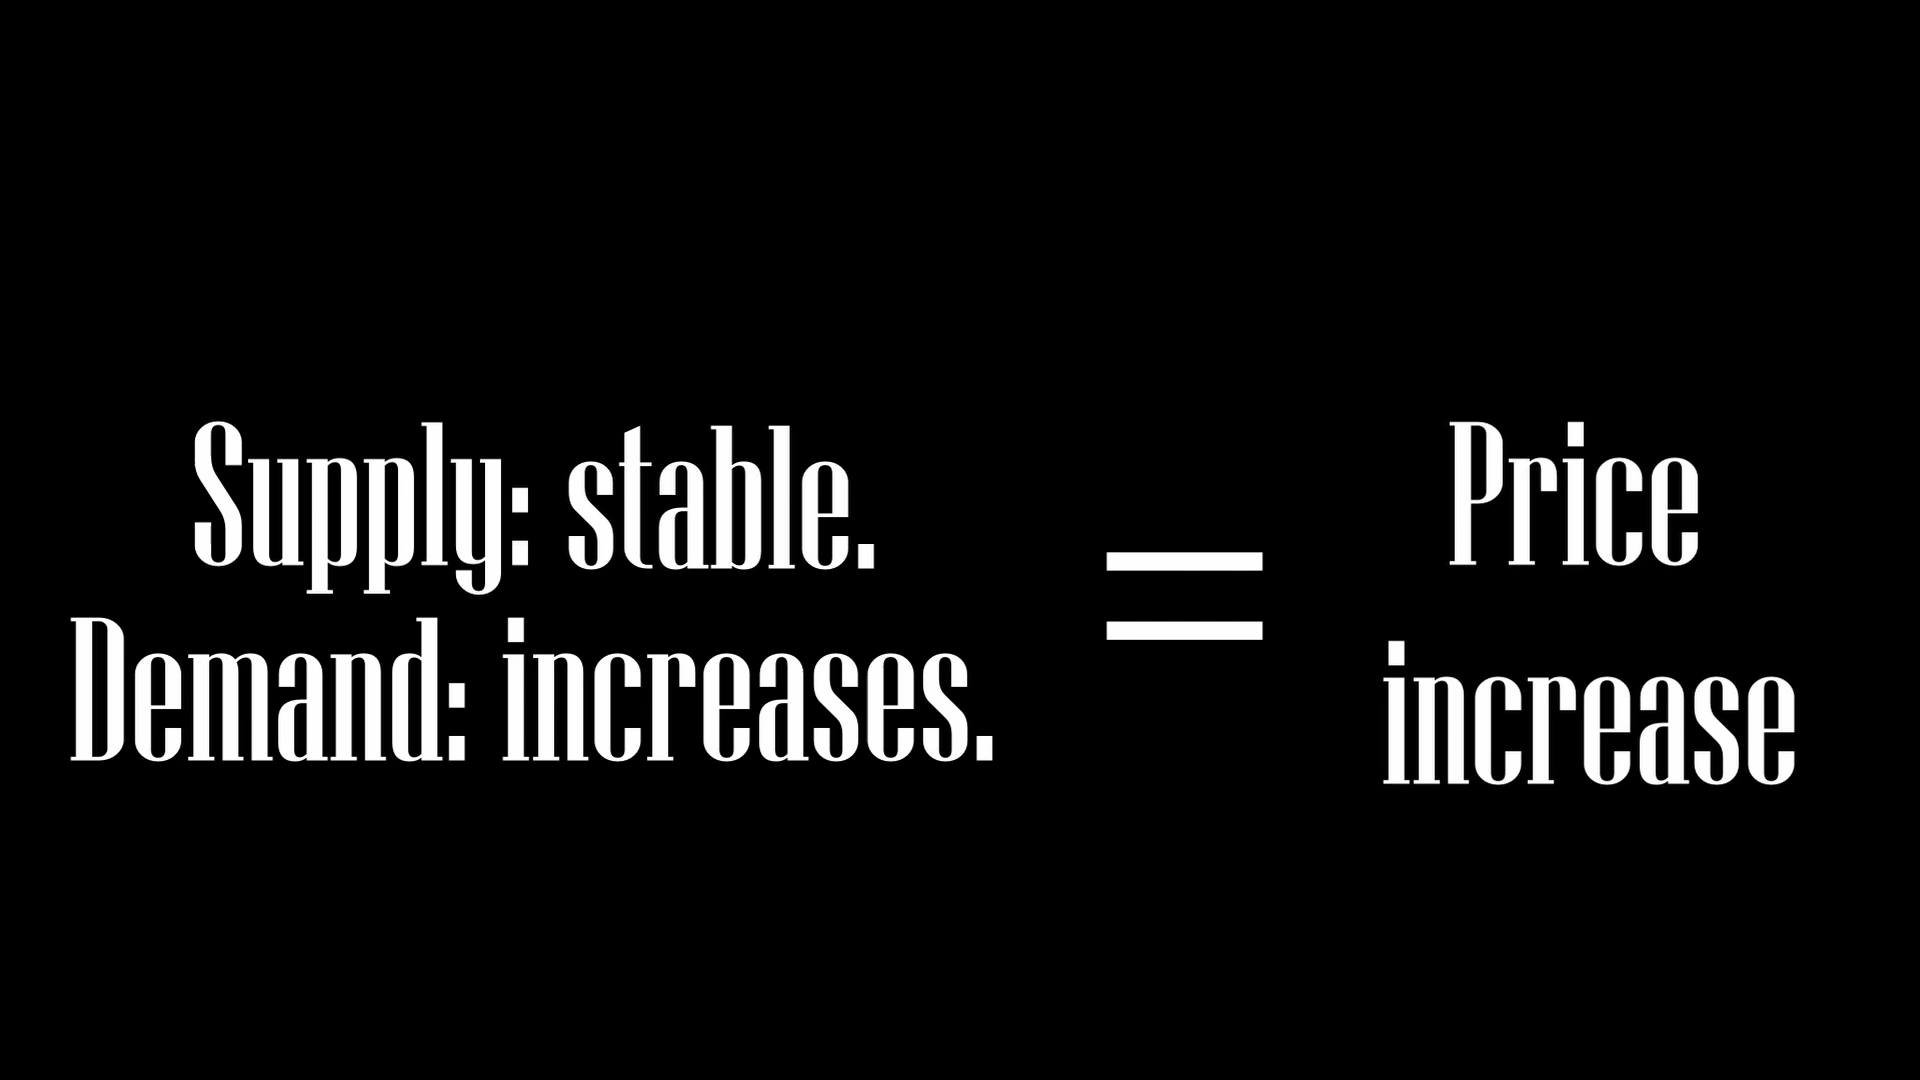 Supply: stable.
Demand: increases.
=
Price
increase